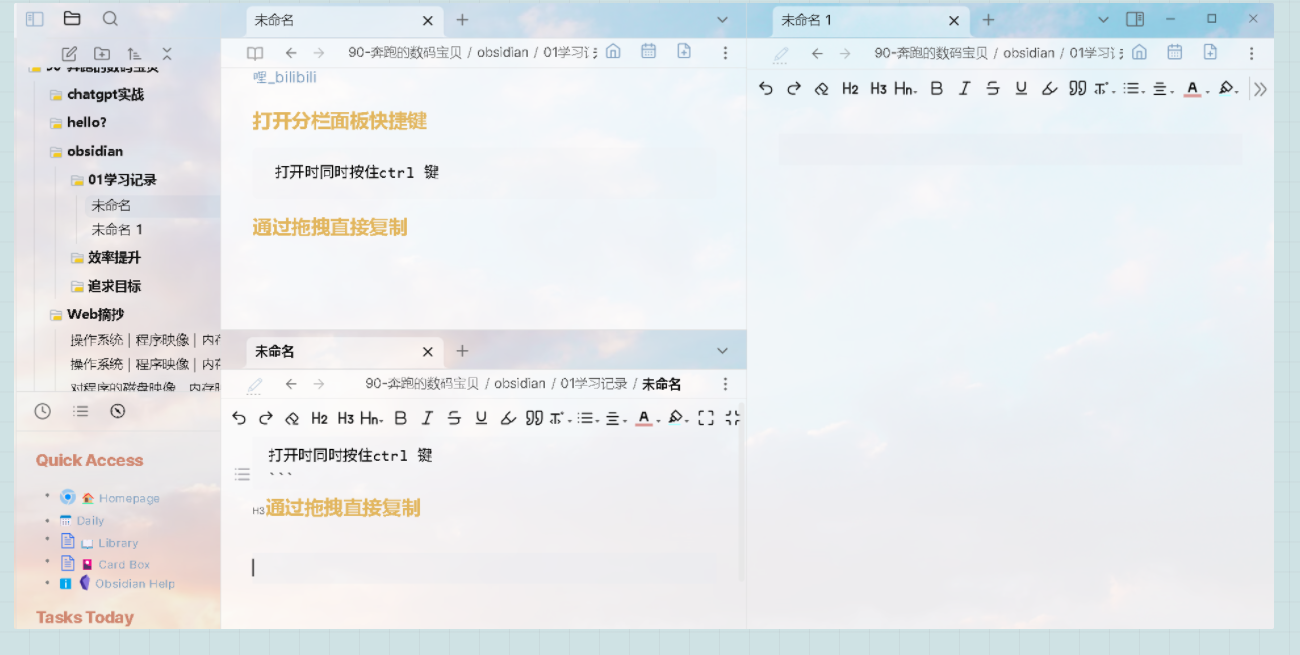 90-奔跑的数码宝贝
chatgpt实战
hello?
obsidian
01学习记录
未命名
未命名 1
效率提升
追求目标
Web摘抄
操作系统 | 程序映像 | 内存
操作系统 | 程序映像 | 内存
对程序的磁盘映像、内存映
Quick Access
Homepage
Daily
Library
Card Box
Obsidian Help
Tasks Today
未命名
90-奔跑的数码宝贝 / obsidian / 01学习
哩_bilibili
打开分栏面板快捷键
打开时同时按住ctrl 键
通过拖拽直接复制
未命名
90-奔跑的数码宝贝 / obsidian / 01学习记录 / 未命名
H2 H3 Hn B I S U A
打开时同时按住ctrl 键
```
H3 通过拖拽直接复制
未命名 1
90-奔跑的数码宝贝 / obsidian / 01学习
H2 H3 Hn B I S U A